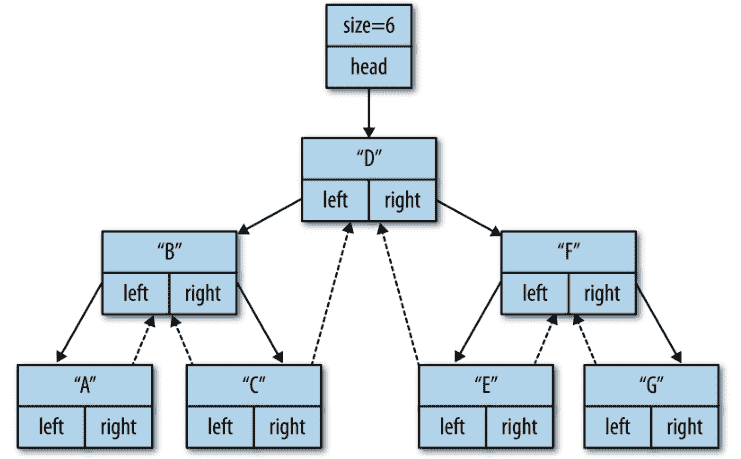 size=6
head
“D”
left right
“B”
left right
“F”
left right
“A”
left right
“C”
left right
“E”
left right
“G”
left right